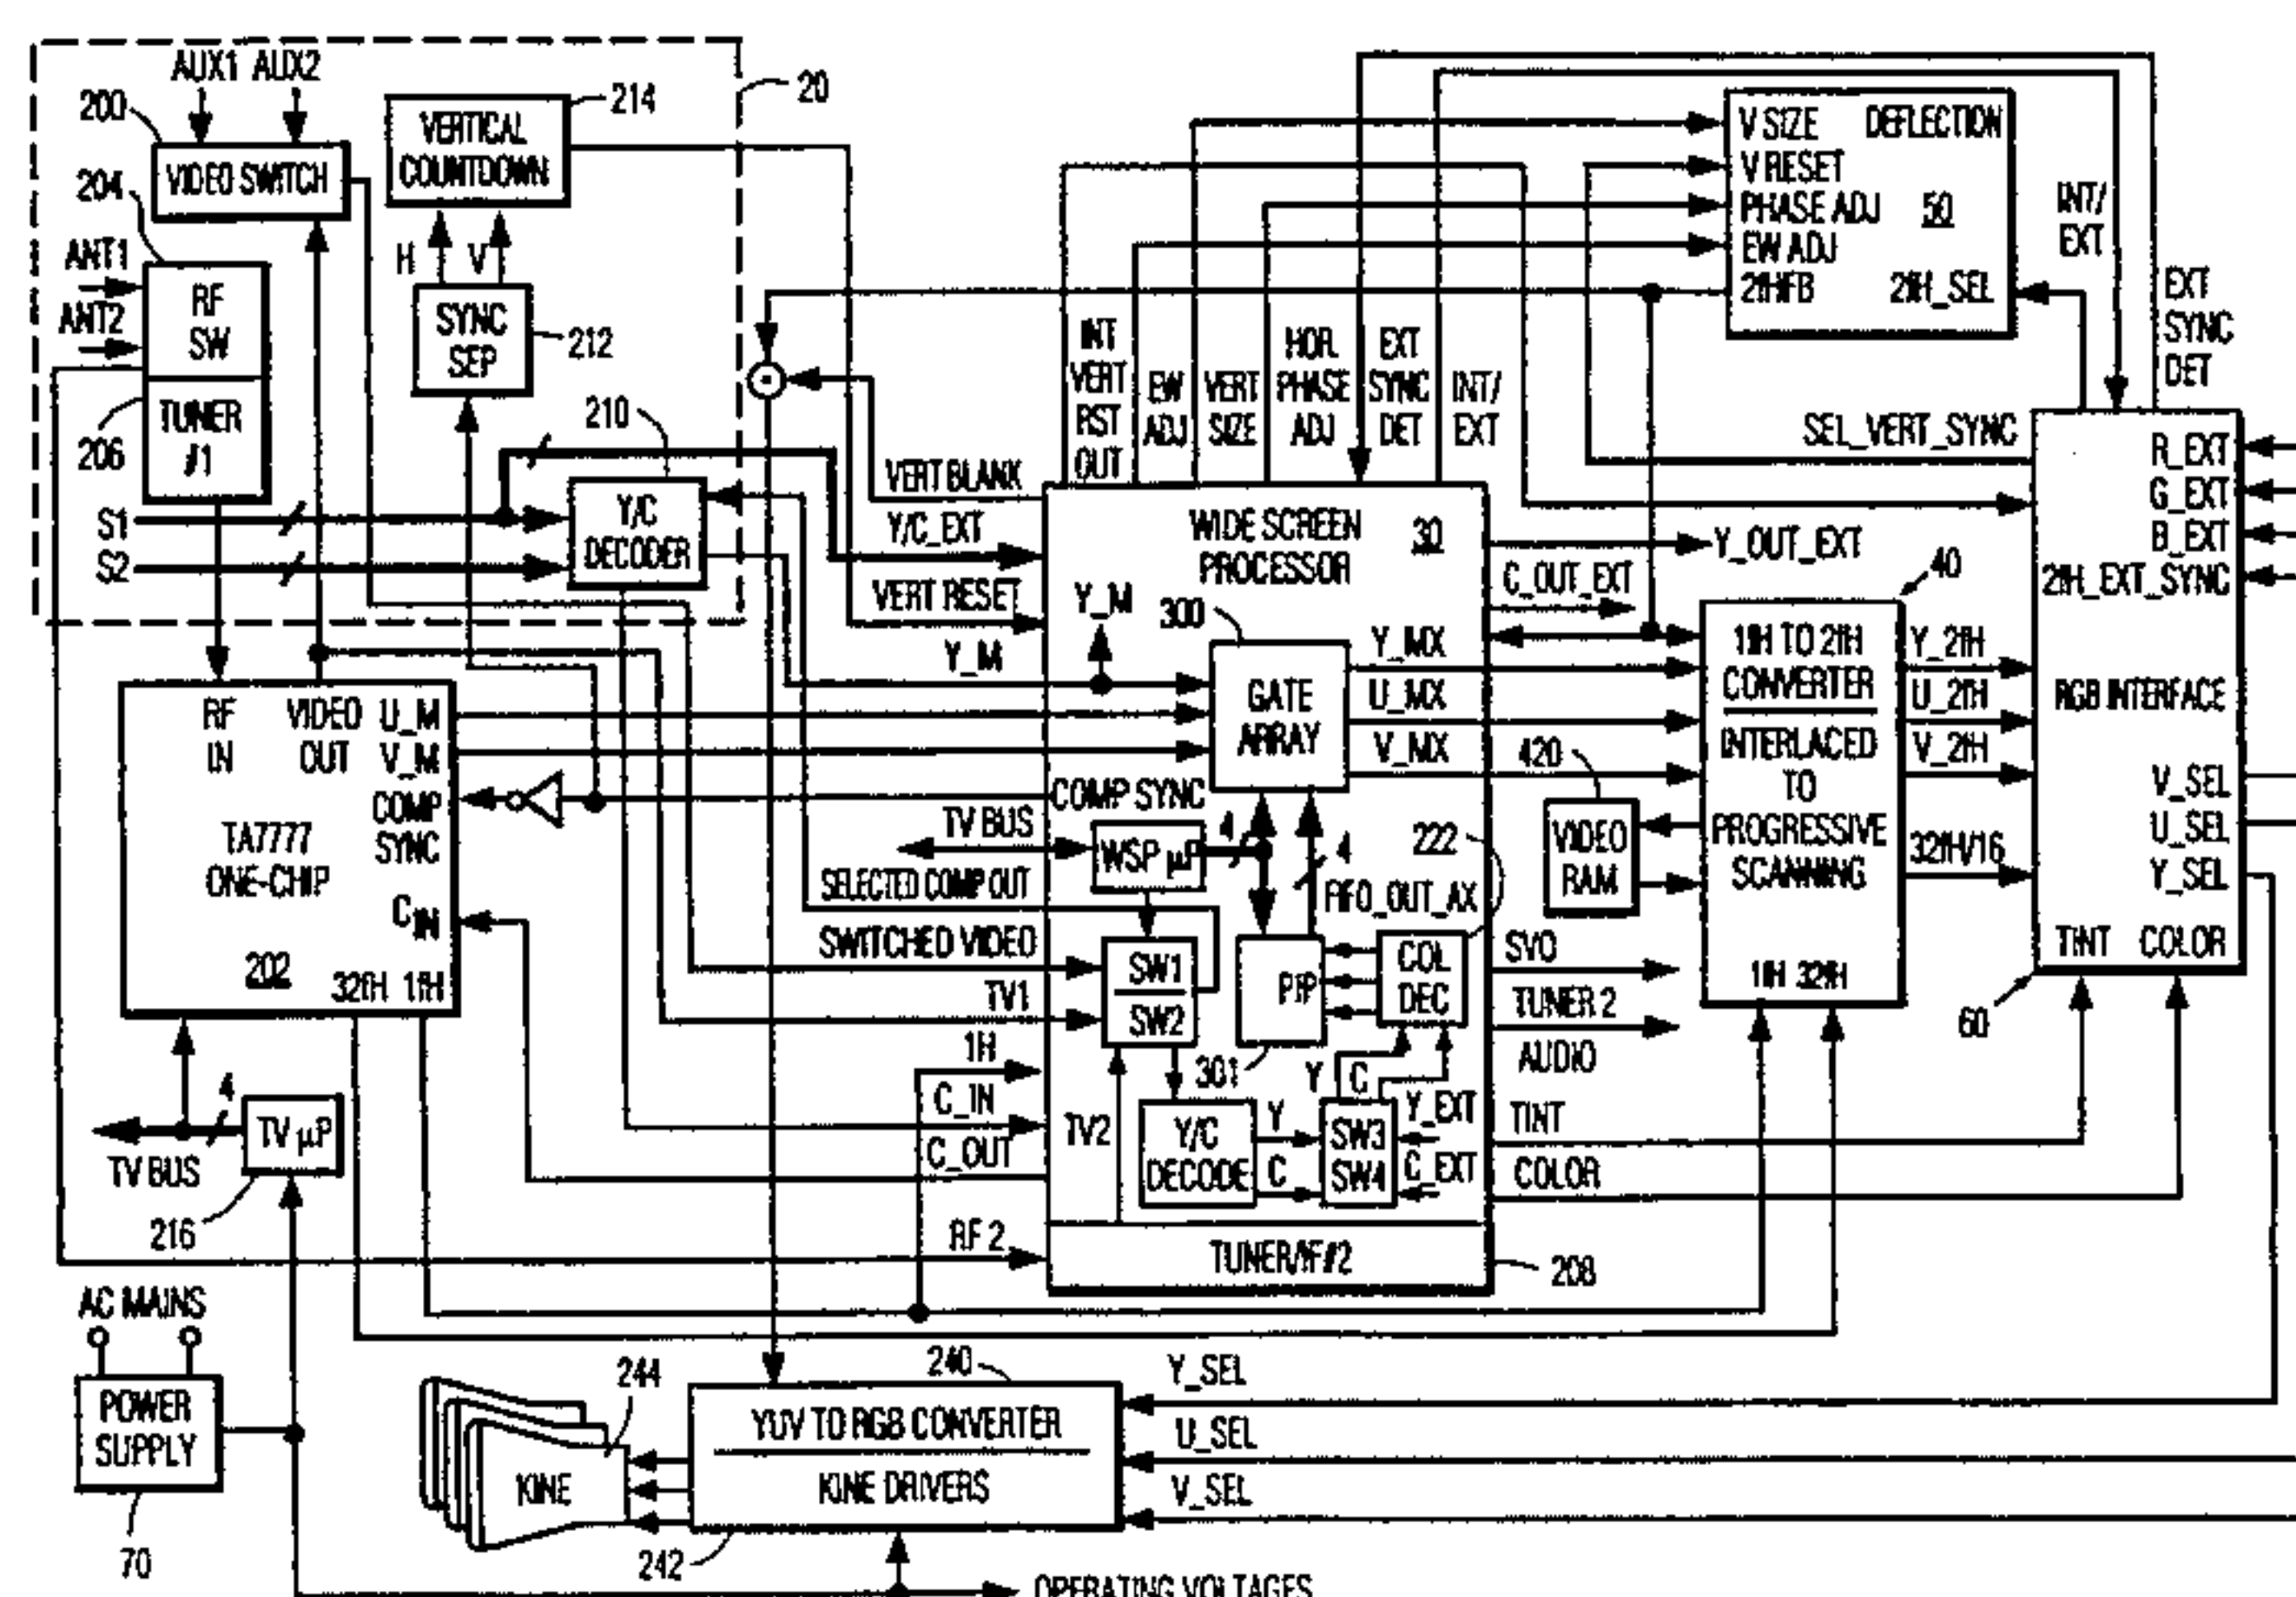 AUX1 AUX2
200
VIDEO SWITCH
214
VERTICAL
COUNTDOWN
20
204
ANT1
ANT2
RF
SW
206
TUNER
#1
H
V
SYNC
SEP
212
210
S1
S2
Y/C
DECODER
RF
IN
VIDEO
OUT
U_M
V_M
COMP
SYNC
TA7777
ONE-CHIP
C IN
202
32fH 1fH
4
TV µP
TV BUS
216
AC MAINS
POWER
SUPPLY
70
VERT BLANK
Y/C_EXT
VERT RESET
Y_M
INT
VERT
RST
OUT
EW
ADJ
VERT
SIZE
HOR.
PHASE
ADJ
EXT
SYNC
DET
INT/
EXT
WIDE SCREEN
PROCESSOR
30
Y_M
300
GATE
ARRAY
COMP SYNC
TV BUS
WSP µP
4
4
SELECTED COMP OUT
FIFO_OUT_AX
222
SWITCHED VIDEO
SW1
SW2
PIP
COL
DEC
TV1
301
1H
C_IN
C_OUT
TV2
Y/C
DECODE
Y
C
Y
C
SW3
SW4
Y_EXT
C_EXT
RF 2
TUNER/IF#2
208
V SIZE
V RESET
PHASE ADJ
EW ADJ
2fHFB
DEFLECTION
50
2fH_SEL
INT/
EXT
EXT
SYNC
DET
SEL_VERT_SYNC
Y_OUT_EXT
C_OUT_EXT
40
Y_MX
U_MX
V_MX
1fH TO 2fH
CONVERTER
INTERLACED
TO
PROGRESSIVE
SCANNING
1fH 32fH
420
VIDEO
RAM
Y_2fH
U_2fH
V_2fH
32fH/16
R_EXT
G_EXT
B_EXT
2fH_EXT_SYNC
RGB INTERFACE
V_SEL
U_SEL
Y_SEL
TINT COLOR
60
SVO
TUNER 2
AUDIO
TINT
COLOR
244
KINE
240
YUV TO RGB CONVERTER
KINE DRIVERS
242
Y_SEL
U_SEL
V_SEL
OPERATING VOLTAGES